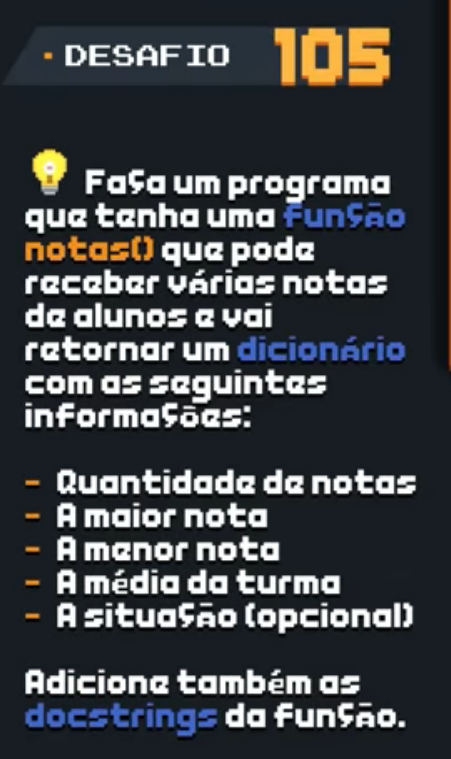 DESAFIO 105
Faça um programa
que tenha uma função
notas() que pode
receber várias notas
de alunos e vai
retornar um dicionário
com as seguintes
informações:
- Quantidade de notas
- A maior nota
- A menor nota
- A média da turma
- A situação (opcional)
Adicione também as
docstrings da função.